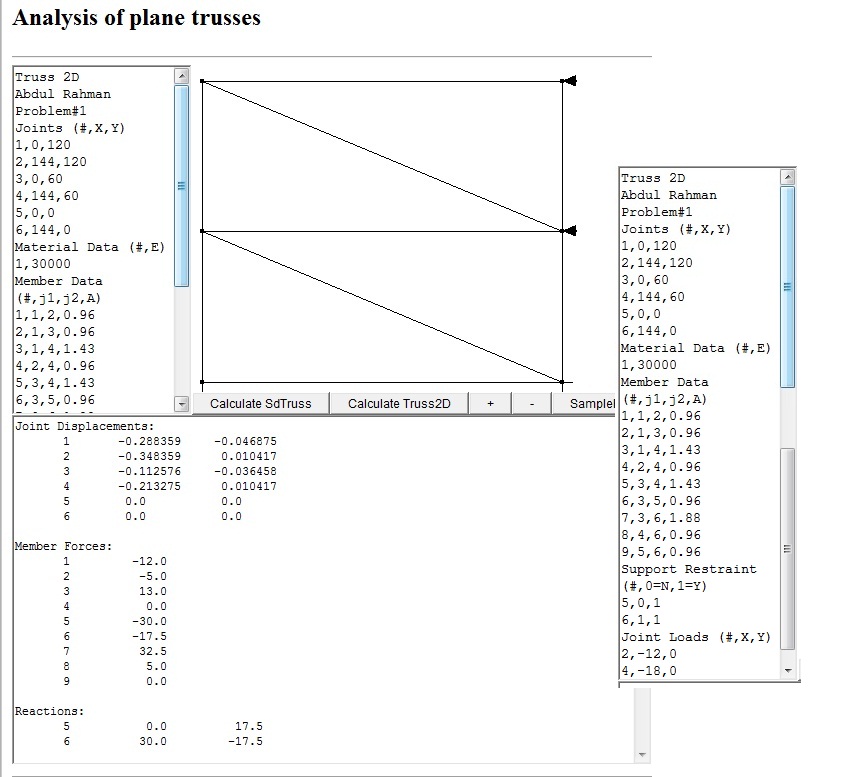 Analysis of plane trusses
Truss 2D
Abdul Rahman
Problem#1
Joints (#,X,Y)
1,0,120
2,144,120
3,0,60
4,144,60
5,0,0
6,144,0
Material Data (#,E)
1,30000
Member Data
(#,j1,j2,A)
1,1,2,0.96
2,1,3,0.96
3,1,4,1.43
4,2,4,0.96
5,3,4,1.43
6,3,5,0.96
Calculate SdTruss Calculate Truss2D + - Sample
Joint Displacements:
1 -0.288359 -0.046875
2 -0.348359 0.010417
3 -0.112576 -0.036458
4 -0.213275 0.010417
5 0.0 0.0
6 0.0 0.0
Member Forces:
1 -12.0
2 -5.0
3 13.0
4 0.0
5 -30.0
6 -17.5
7 32.5
8 5.0
9 0.0
Reactions:
5 0.0 17.5
6 30.0 -17.5
Truss 2D
Abdul Rahman
Problem#1
Joints (#,X,Y)
1,0,120
2,144,120
3,0,60
4,144,60
5,0,0
6,144,0
Material Data (#,E)
1,30000
Member Data
(#,j1,j2,A)
1,1,2,0.96
2,1,3,0.96
3,1,4,1.43
4,2,4,0.96
5,3,4,1.43
6,3,5,0.96
7,3,6,1.88
8,4,6,0.96
9,5,6,0.96
Support Restraint
(#,0=N,1=Y)
5,0,1
6,1,1
Joint Loads (#,X,Y)
2,-12,0
4,-18,0